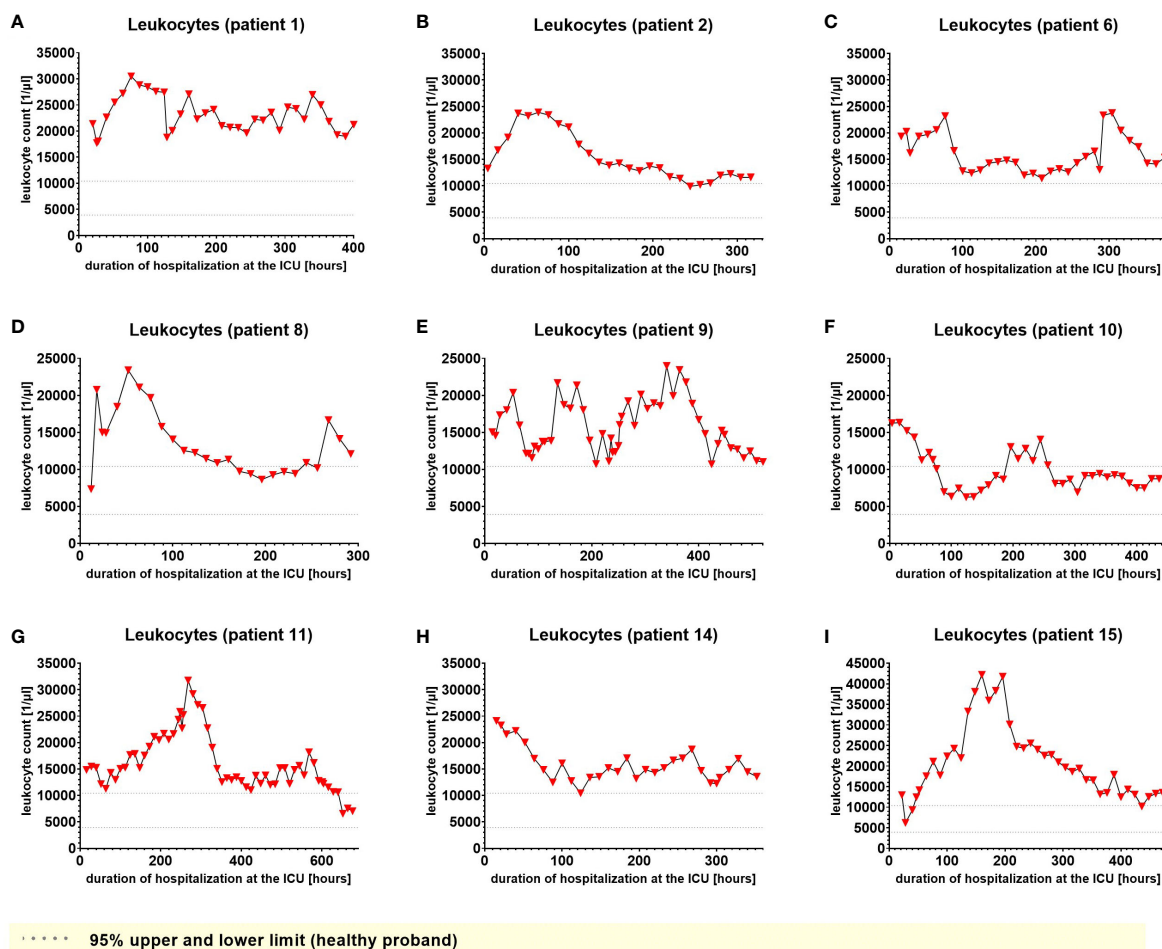 A
Leukocytes (patient 1)
leukocyte count [1/µl]
35000
30000
25000
20000
15000
10000
5000
0
0 100 200 300 400
duration of hospitalization at the ICU [hours]
B
Leukocytes (patient 2)
leukocyte count [1/µl]
35000
30000
25000
20000
15000
10000
5000
0
0 100 200 300
duration of hospitalization at the ICU [hours]
C
Leukocytes (patient 6)
leukocyte count [1/µl]
35000
30000
25000
20000
15000
10000
5000
0
0 100 200 300
duration of hospitalization at the ICU [hours]
D
Leukocytes (patient 8)
leukocyte count [1/µl]
25000
20000
15000
10000
5000
0
0 100 200 300
duration of hospitalization at the ICU [hours]
E
Leukocytes (patient 9)
leukocyte count [1/µl]
25000
20000
15000
10000
5000
0
0 200 400
duration of hospitalization at the ICU [hours]
F
Leukocytes (patient 10)
leukocyte count [1/µl]
25000
20000
15000
10000
5000
0
0 100 200 300 400
duration of hospitalization at the ICU [hours]
G
Leukocytes (patient 11)
leukocyte count [1/µl]
35000
30000
25000
20000
15000
10000
5000
0
0 200 400 600
duration of hospitalization at the ICU [hours]
H
Leukocytes (patient 14)
leukocyte count [1/µl]
35000
30000
25000
20000
15000
10000
5000
0
0 100 200 300
duration of hospitalization at the ICU [hours]
I
Leukocytes (patient 15)
leukocyte count [1/µl]
45000
40000
35000
30000
25000
20000
15000
10000
5000
0
0 100 200 300 400
duration of hospitalization at the ICU [hours]
95% upper and lower limit (healthy proband)